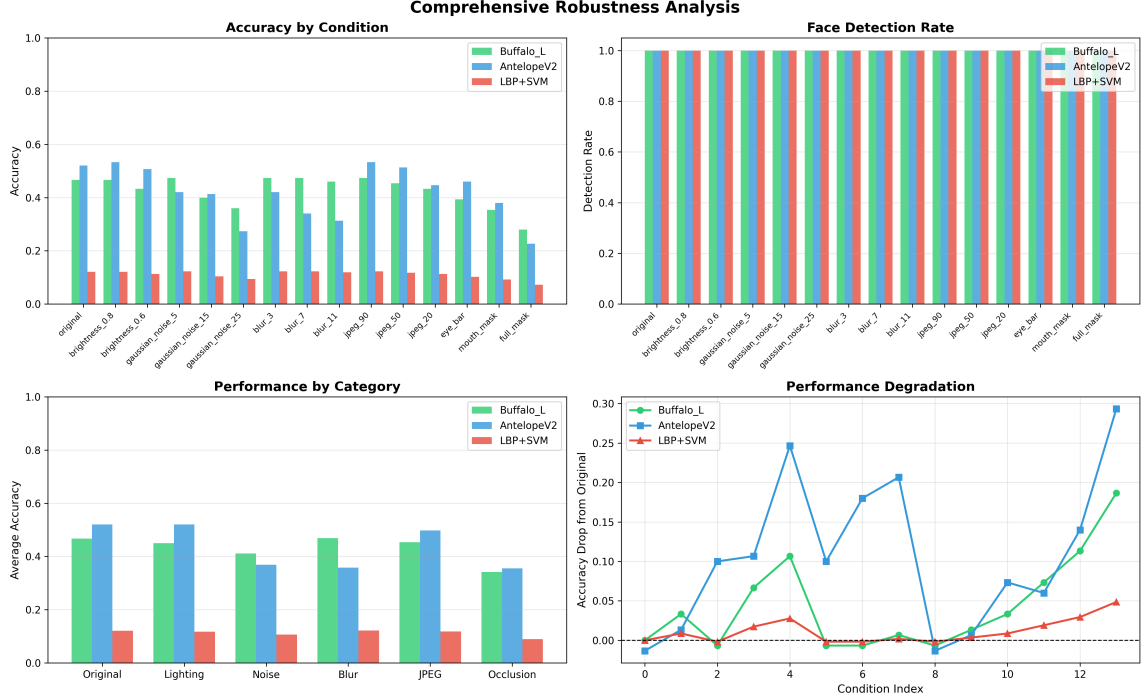 Comprehensive Robustness Analysis
Accuracy by Condition
Accuracy
1.0
0.8
0.6
0.4
0.2
0.0
Buffalo_L
AntelopeV2
LBP+SVM
original
brightness_0.8
brightness_0.6
gaussian_noise_5
gaussian_noise_15
gaussian_noise_25
blur_3
blur_7
blur_11
jpeg_90
jpeg_50
jpeg_20
eye_bar
mouth_mask
full_mask
Face Detection Rate
Detection Rate
1.0
0.8
0.6
0.4
0.2
0.0
Buffalo_L
AntelopeV2
LBP+SVM
original
brightness_0.8
brightness_0.6
gaussian_noise_5
gaussian_noise_15
gaussian_noise_25
blur_3
blur_7
blur_11
jpeg_90
jpeg_50
jpeg_20
eye_bar
mouth_mask
full_mask
Performance by Category
Average Accuracy
1.0
0.8
0.6
0.4
0.2
0.0
Buffalo_L
AntelopeV2
LBP+SVM
Original
Lighting
Noise
Blur
JPEG
Occlusion
Performance Degradation
Accuracy Drop from Original
0.30
0.25
0.20
0.15
0.10
0.05
0.00
Buffalo_L
AntelopeV2
LBP+SVM
0
2
4
6
8
10
12
Condition Index